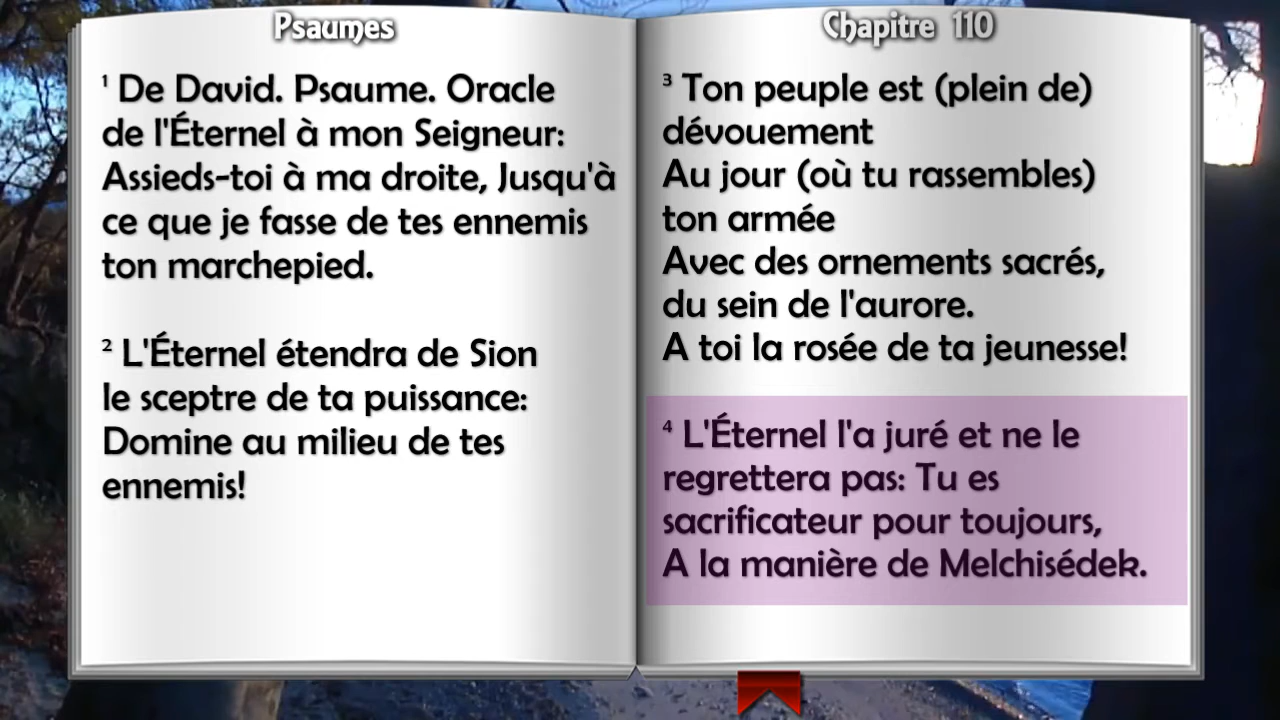 Psaumes
¹ De David. Psaume. Oracle
de l'Éternel à mon Seigneur:
Assieds-toi à ma droite, Jusqu'à
ce que je fasse de tes ennemis
ton marchepied.
² L'Éternel étendra de Sion
le sceptre de ta puissance:
Domine au milieu de tes
ennemis!
Chapitre 110
³ Ton peuple est (plein de)
dévouement
Au jour (où tu rassembles)
ton armée
Avec des ornements sacrés,
du sein de l'aurore.
A toi la rosée de ta jeunesse!
⁴ L'Éternel l'a juré et ne le
regrettera pas: Tu es
sacrificateur pour toujours,
A la manière de Melchisédek.